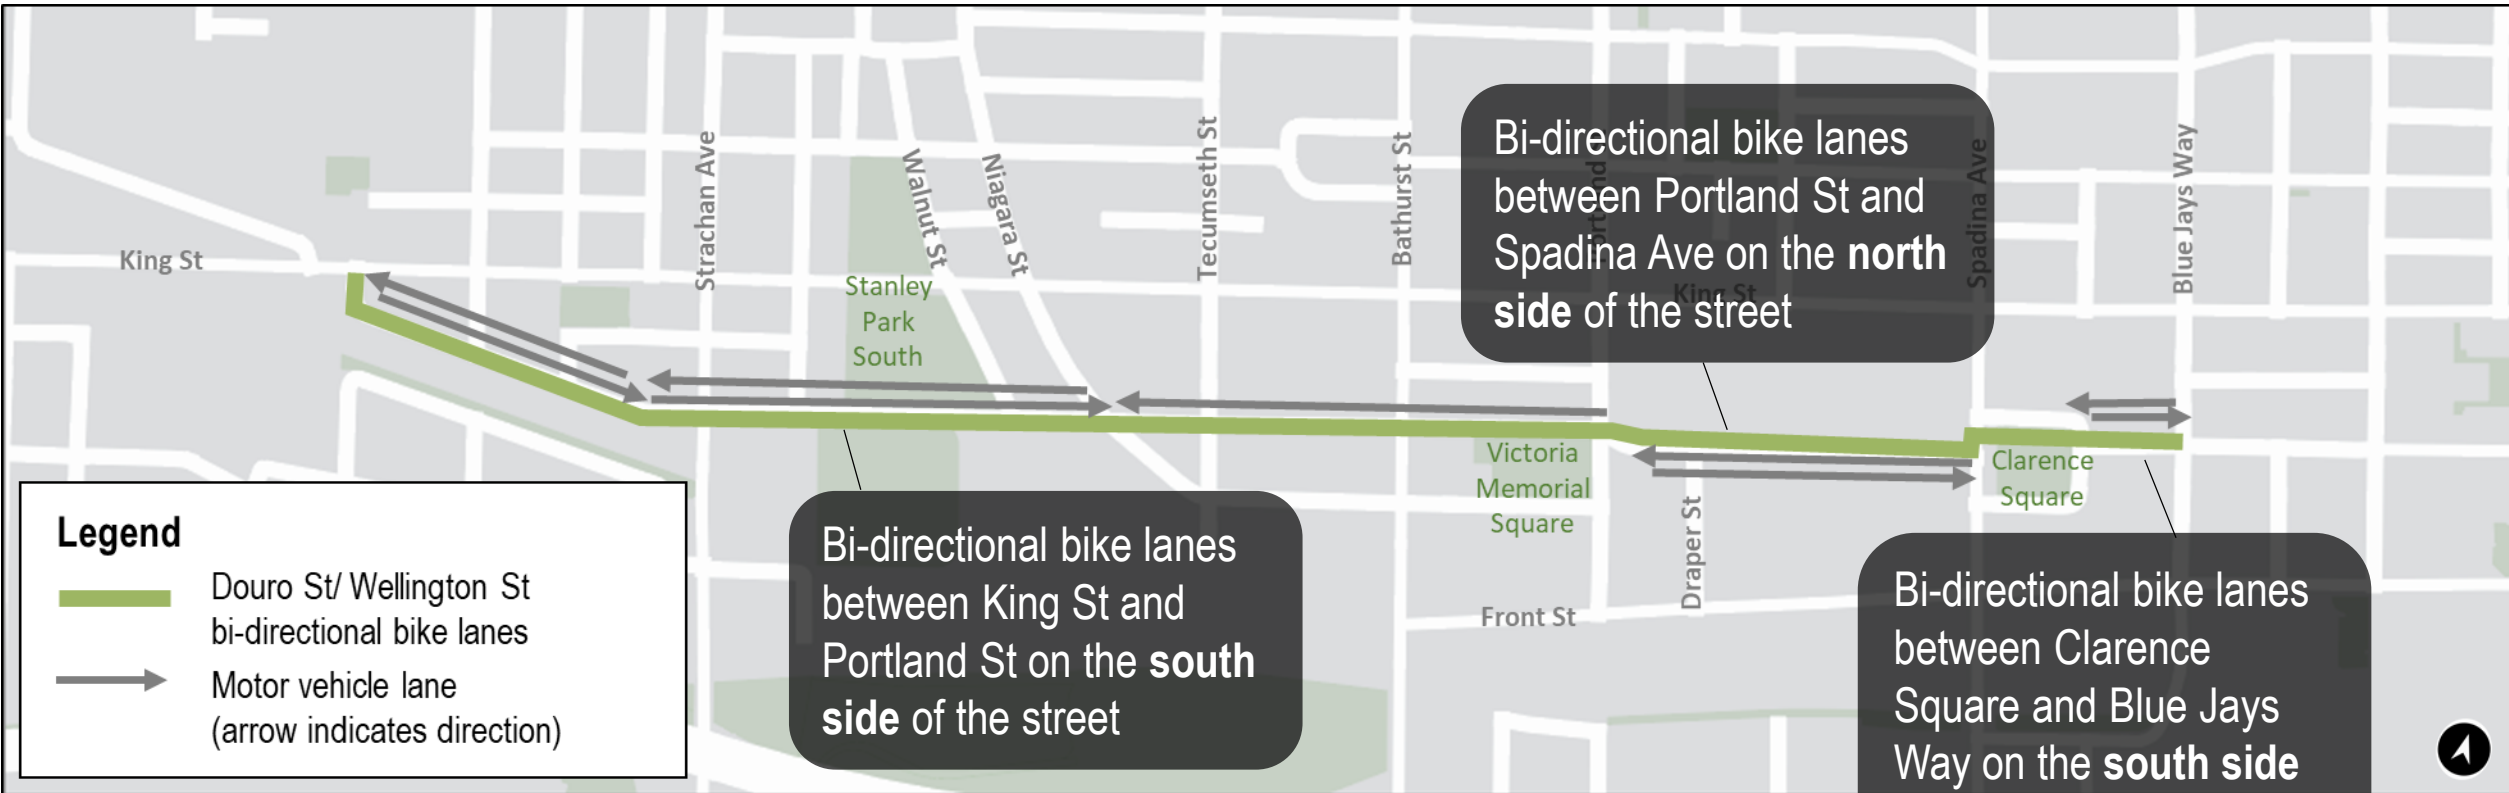 King St
Strachan Ave
Walnut St
Niagara St
Tecumseth St
Bathurst St
Spadina Ave
Blue Jays Way
King St
Stanley
Park
South
Bi-directional bike lanes
between Portland St and
Spadina Ave on the north
side of the street
Victoria
Memorial
Square
Clarence
Square
Draper St
Front St
Bi-directional bike lanes
between King St and
Portland St on the south
side of the street
Bi-directional bike lanes
between Clarence
Square and Blue Jays
Way on the south side
Legend
Douro St/ Wellington St
bi-directional bike lanes
Motor vehicle lane
(arrow indicates direction)